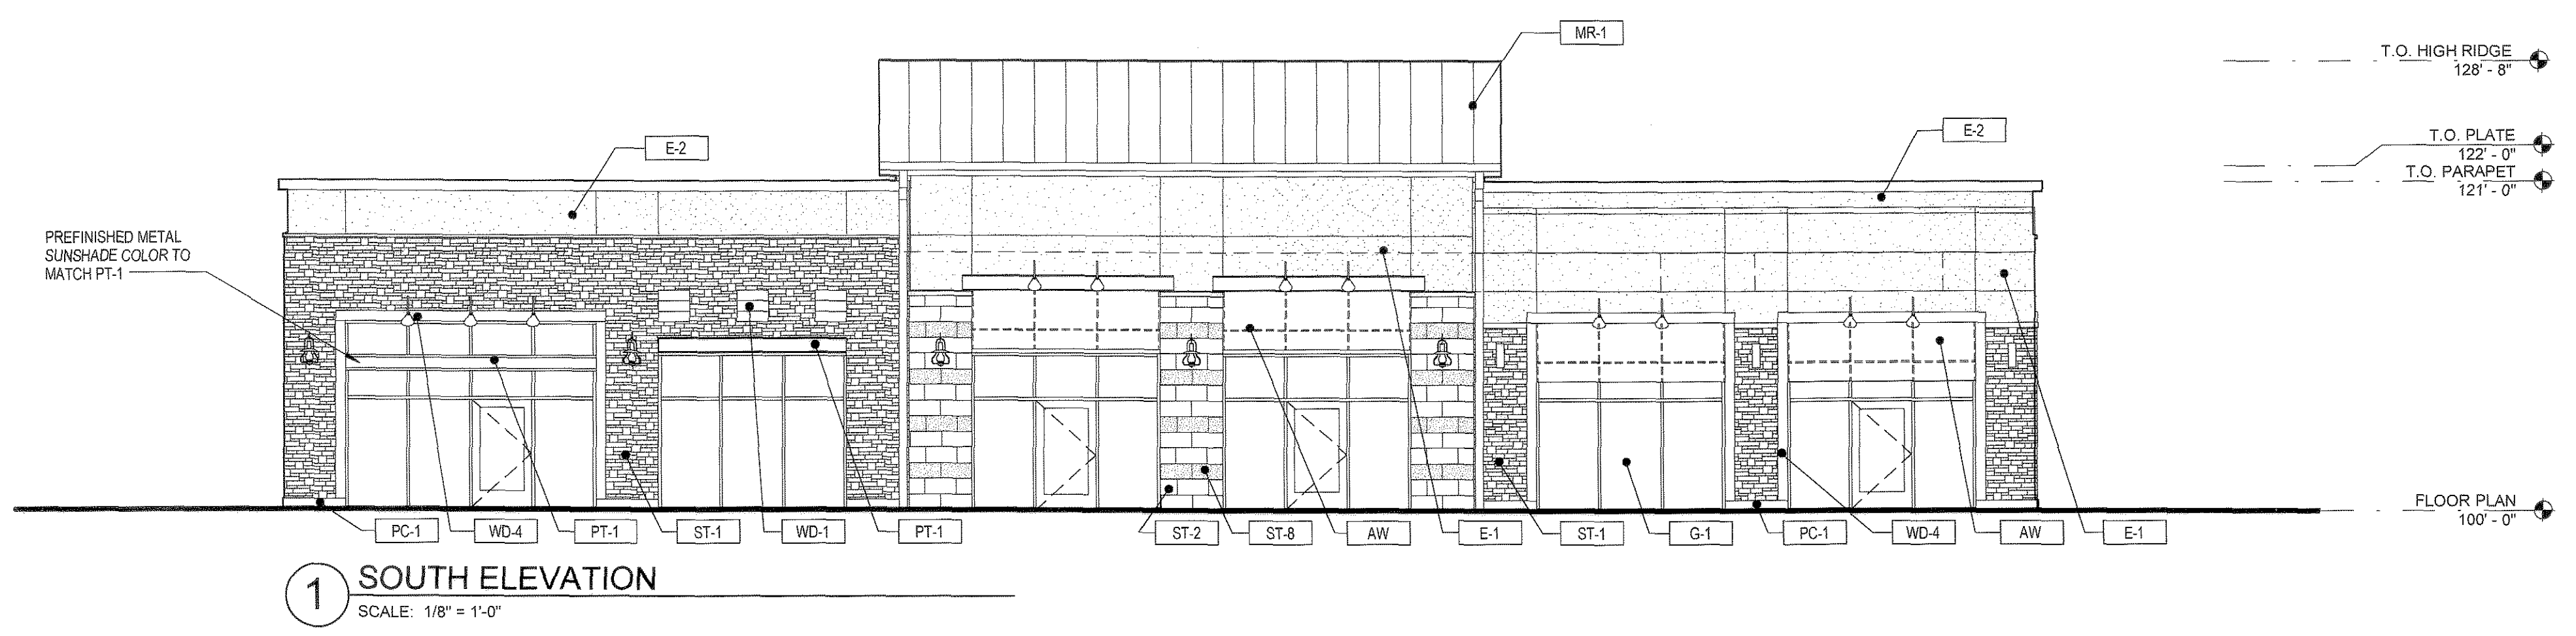 MR-1
T.O. HIGH RIDGE
128' - 8"
E-2
E-2
T.O. PLATE
122' - 0"
T.O. PARAPET
121' - 0"
PREFINISHED METAL
SUNSHADE COLOR TO
MATCH PT-1
FLOOR PLAN
100' - 0"
PC-1
WD-4
PT-1
ST-1
WD-1
PT-1
ST-2
ST-8
AW
E-1
ST-1
G-1
PC-1
WD-4
AW
E-1
1
SOUTH ELEVATION
SCALE: 1/8" = 1'-0"